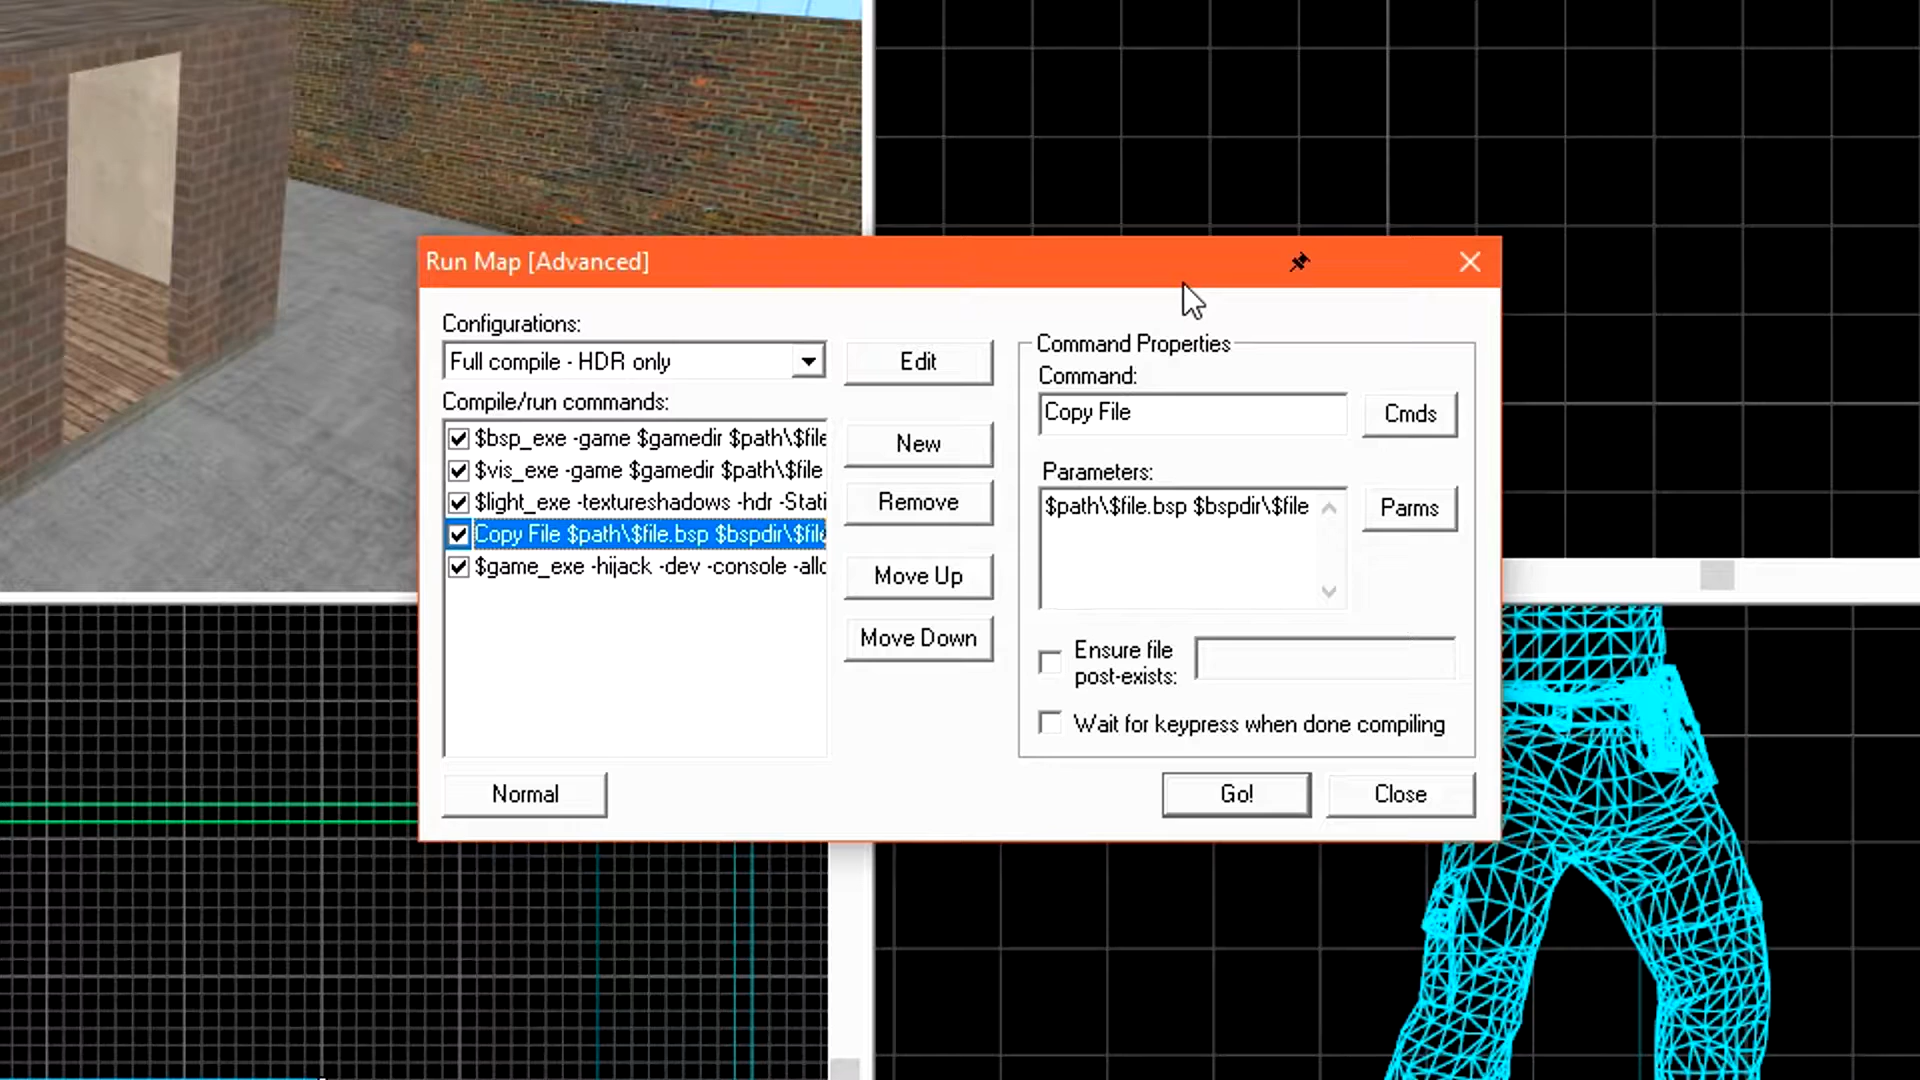 Run Map [Advanced]
Configurations:
Full compile - HDR only
Edit
Compile/run commands:
$bsp_exe -game $gamedir $path\$file
$vis_exe -game $gamedir $path\$file
$light_exe -textureshadows -hdr -Stati
Copy File $path\$file.bsp $bspdir\$file
$game_exe -hijack -dev -console -allo
New
Remove
Move Up
Move Down
Command Properties
Command:
Copy File
Cmds
Parameters:
$path\$file.bsp $bspdir\$file
Parms
Ensure file
post-exists:
Wait for keypress when done compiling
Normal
Go!
Close